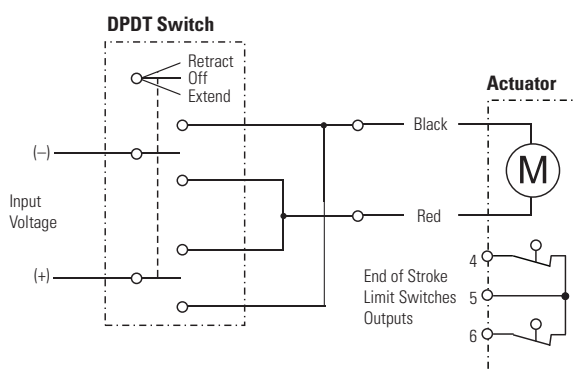 DPDT Switch
Retract
Off
Extend
Actuator
(–)
Black
M
Input
Voltage
Red
(+)
4
End of Stroke
Limit Switches
Outputs
5
6